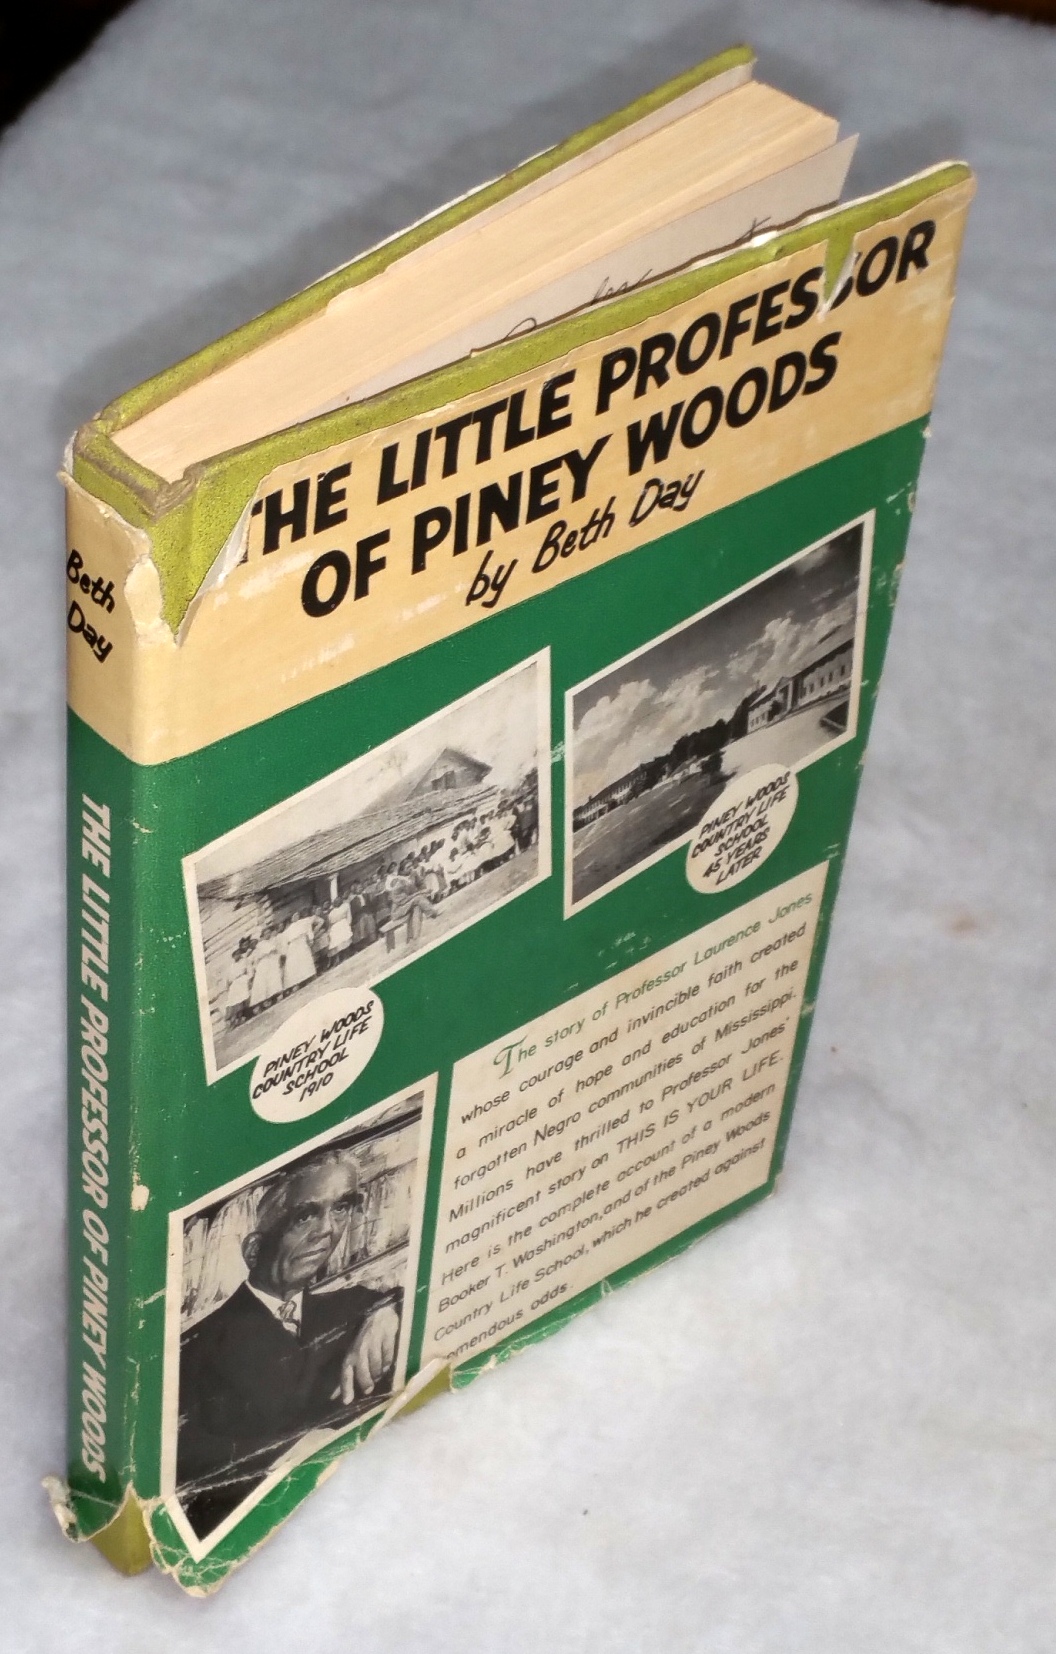 THE LITTLE PROFESSOR
OF PINEY WOODS
by Beth Day
Beth
Day
THE LITTLE PROFESSOR OF PINEY WOODS
PINEY WOODS
COUNTRY LIFE
SCHOOL
45 YEARS
LATER
PINEY WOODS
COUNTRY LIFE
SCHOOL
1910
The story of Professor Laurence Jones
whose courage and invincible faith created
a miracle of hope and education for the
forgotten Negro communities of Mississippi.
Millions have thrilled to Professor Jones'
magnificent story on THIS IS YOUR LIFE.
Here is the complete account of a modern
Booker T. Washington, and of the Piney Woods
Country Life School, which he created against
tremendous odds.